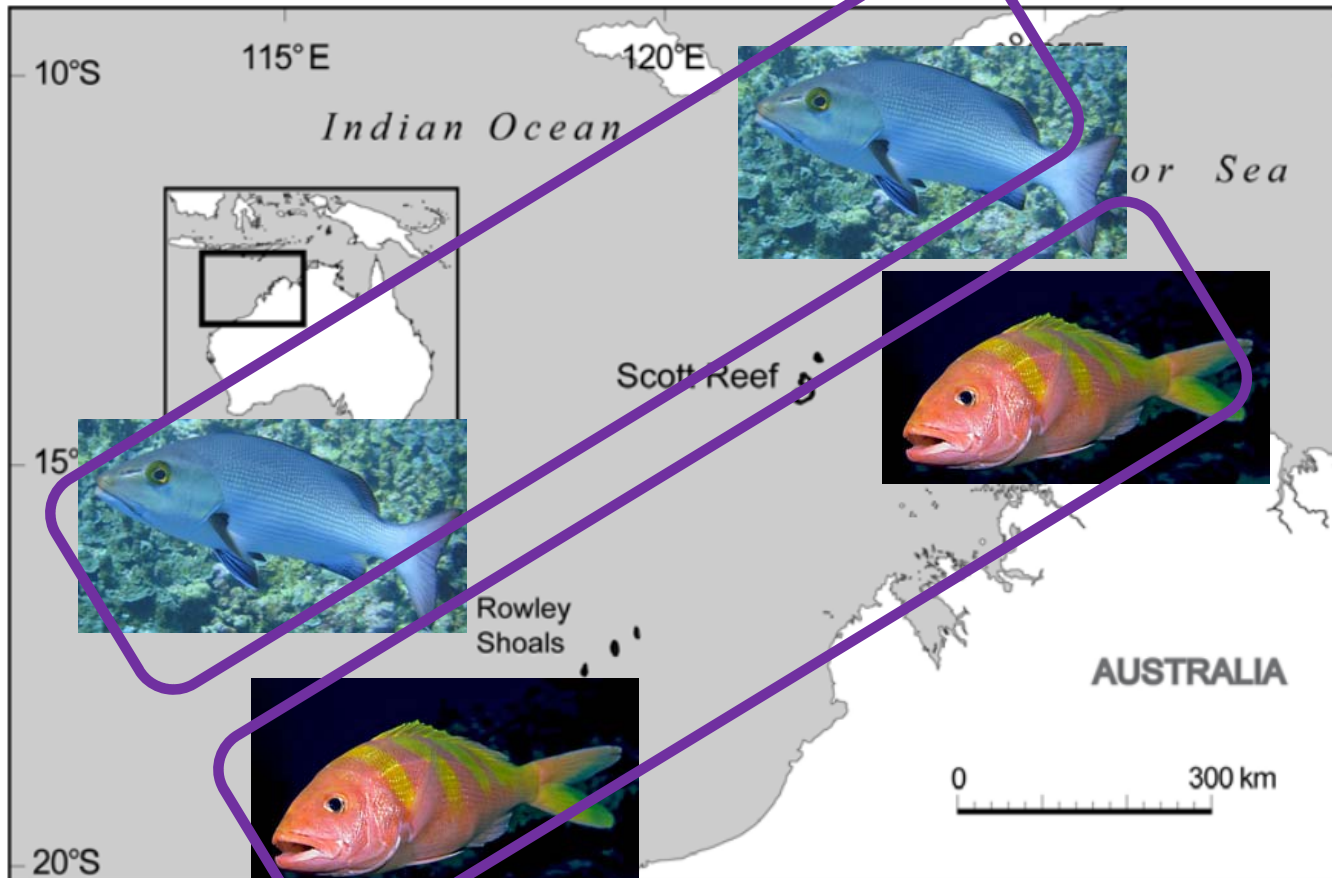 115° E
120°E
10°S
Indian Ocean
or Sea
Scott Reef
15°
Rowley
Shoals
AUSTRALIA
0 300 km
20°S